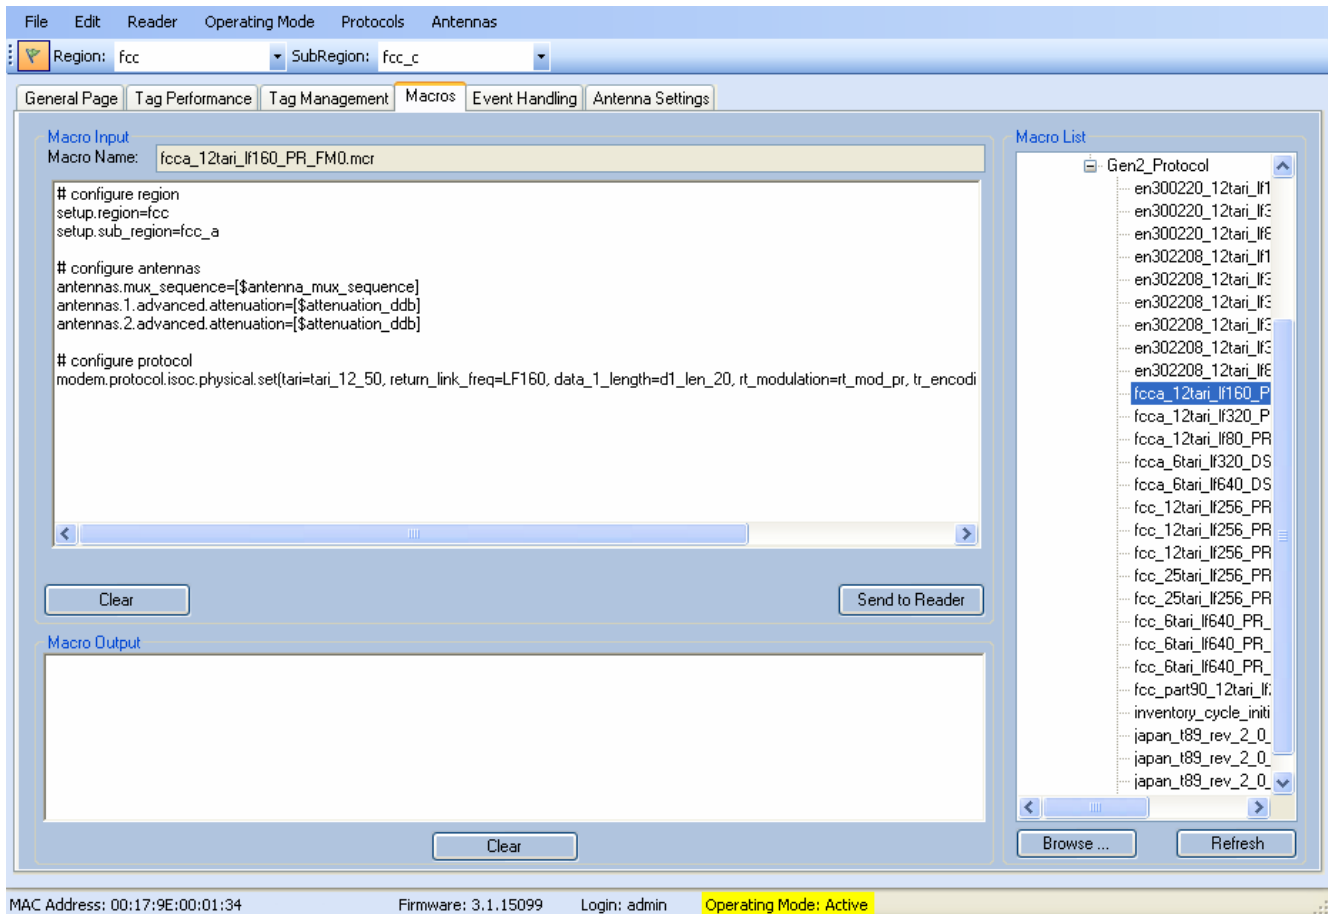 File Edit Reader Operating Mode Protocols Antennas
Region: fcc SubRegion: fcc_c
General Page Tag Performance Tag Management Macros Event Handling Antenna Settings
Macro Input
Macro Name: fcca_12tari_lf160_PR_FM0.mcr
# configure region
setup.region=fcc
setup.sub_region=fcc_a
# configure antennas
antennas.mux_sequence=[$antenna_mux_sequence]
antennas.1.advanced.attenuation=[$attenuation_ddb]
antennas.2.advanced.attenuation=[$attenuation_ddb]
# configure protocol
modem.protocol.isoc.physical.set(tari=tari_12_50, return_link_freq=LF160, data_1_length=d1_len_20, rt_modulation=rt_mod_pr, tr_encodi
Clear Send to Reader
Macro Output
Clear
Macro List
Gen2_Protocol
en300220_12tari_lf1
en300220_12tari_lf3
en300220_12tari_lf8
en302208_12tari_lf1
en302208_12tari_lf3
en302208_12tari_lf3
en302208_12tari_lf3
en302208_12tari_lf3
en302208_12tari_lf8
fcca_12tari_lf160_P
fcca_12tari_lf320_P
fcca_12tari_lf80_PR
fcca_6tari_lf320_DS
fcca_6tari_lf640_DS
fcc_12tari_lf256_PR
fcc_12tari_lf256_PR
fcc_12tari_lf256_PR
fcc_25tari_lf256_PR
fcc_25tari_lf256_PR
fcc_6tari_lf640_PR_
fcc_6tari_lf640_PR_
fcc_6tari_lf640_PR_
fcc_part90_12tari_lf2
inventory_cycle_initi
japan_t89_rev_2_0_
japan_t89_rev_2_0_
japan_t89_rev_2_0_
Browse ... Refresh
MAC Address: 00:17:9E:00:01:34 Firmware: 3.1.15099 Login: admin Operating Mode: Active